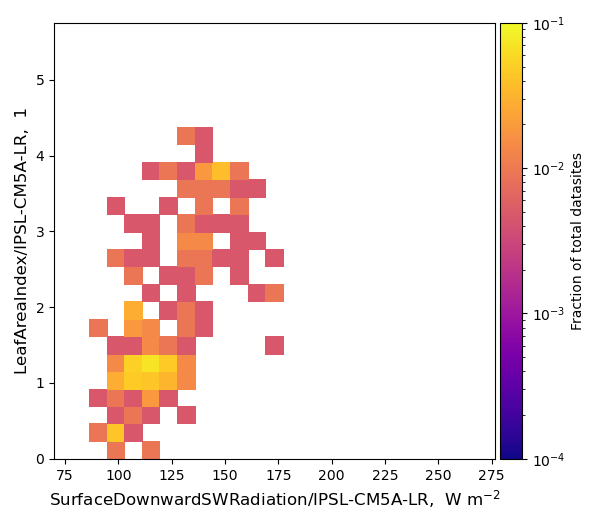 LeafAreaIndex/IPSL-CM5A-LR, 1
5
4
3
2
1
0
75 100 125 150 175 200 225 250 275
SurfaceDownwardSWRadiation/IPSL-CM5A-LR, W m⁻²
10⁻¹
10⁻²
10⁻³
10⁻⁴
Fraction of total datasites